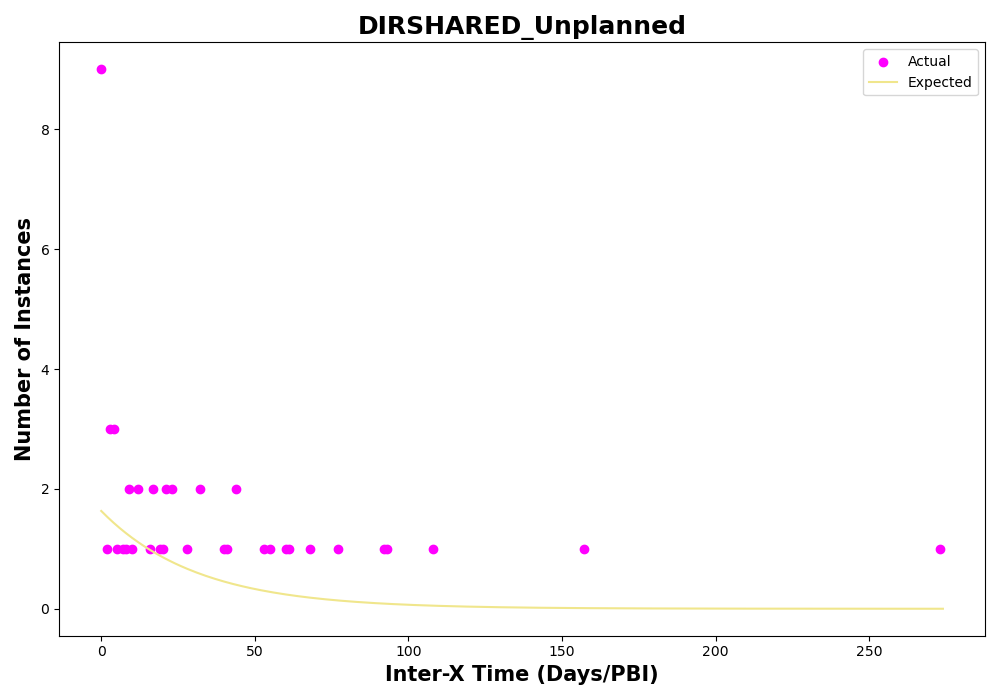 DIRSHARED_Unplanned
Actual
Expected
Number of Instances
8
6
4
2
0
0 50 100 150 200 250
Inter-X Time (Days/PBI)